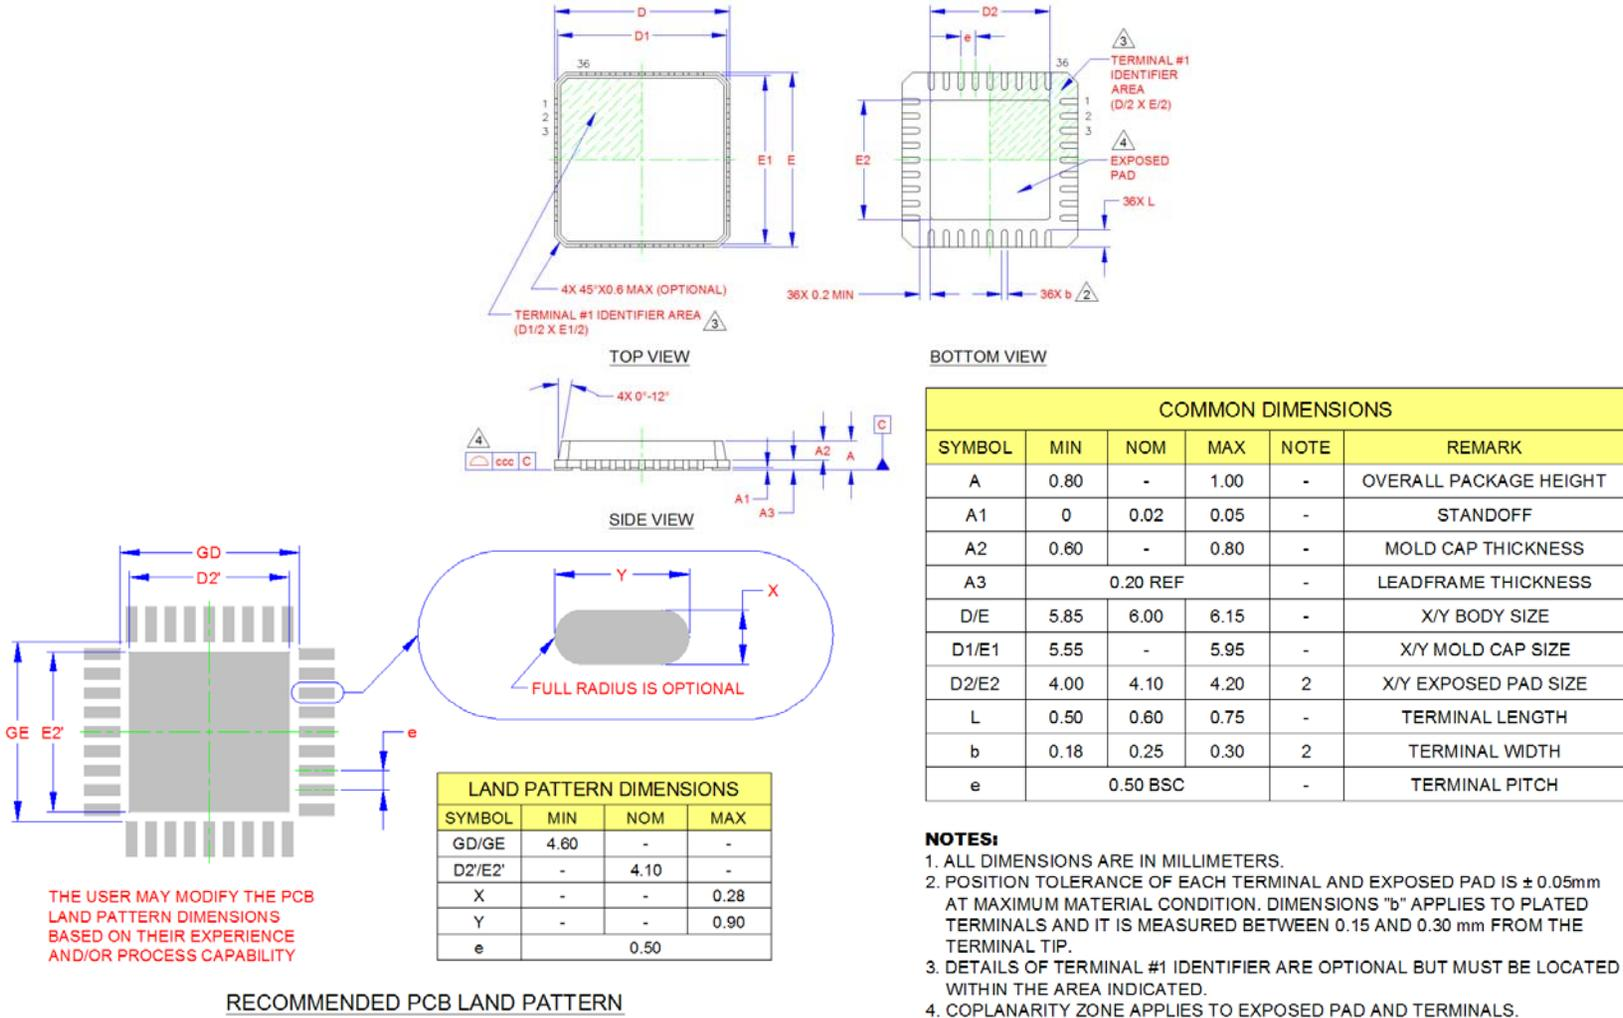 D
D1
36
1
2
3
E1
E
4X 45°X0.6 MAX (OPTIONAL)
TERMINAL #1 IDENTIFIER AREA
(D1/2 X E1/2)
3
TOP VIEW
D2
e
36
3
TERMINAL #1
IDENTIFIER
AREA
(D/2 X E/2)
1
2
3
E2
4
EXPOSED
PAD
36X L
36X 0.2 MIN
36X b
2
BOTTOM VIEW
4X 0°-12°
4
ccc C
A2
A
C
A1
A3
SIDE VIEW
GD
D2'
GE
E2'
e
Y
X
FULL RADIUS IS OPTIONAL
THE USER MAY MODIFY THE PCB
LAND PATTERN DIMENSIONS
BASED ON THEIR EXPERIENCE
AND/OR PROCESS CAPABILITY
LAND PATTERN DIMENSIONS
SYMBOL MIN NOM MAX
GD/GE 4.60 - -
D2'/E2' - 4.10 -
X - - 0.28
Y - - 0.90
e 0.50
RECOMMENDED PCB LAND PATTERN
COMMON DIMENSIONS
SYMBOL MIN NOM MAX NOTE REMARK
A 0.80 - 1.00 - OVERALL PACKAGE HEIGHT
A1 0 0.02 0.05 - STANDOFF
A2 0.60 - 0.80 - MOLD CAP THICKNESS
A3 0.20 REF - LEADFRAME THICKNESS
D/E 5.85 6.00 6.15 - X/Y BODY SIZE
D1/E1 5.55 - 5.95 - X/Y MOLD CAP SIZE
D2/E2 4.00 4.10 4.20 2 X/Y EXPOSED PAD SIZE
L 0.50 0.60 0.75 - TERMINAL LENGTH
b 0.18 0.25 0.30 2 TERMINAL WIDTH
e 0.50 BSC - TERMINAL PITCH
NOTES:
1. ALL DIMENSIONS ARE IN MILLIMETERS.
2. POSITION TOLERANCE OF EACH TERMINAL AND EXPOSED PAD IS ± 0.05mm
AT MAXIMUM MATERIAL CONDITION. DIMENSIONS "b" APPLIES TO PLATED
TERMINALS AND IT IS MEASURED BETWEEN 0.15 AND 0.30 mm FROM THE
TERMINAL TIP.
3. DETAILS OF TERMINAL #1 IDENTIFIER ARE OPTIONAL BUT MUST BE LOCATED
WITHIN THE AREA INDICATED.
4. COPLANARITY ZONE APPLIES TO EXPOSED PAD AND TERMINALS.